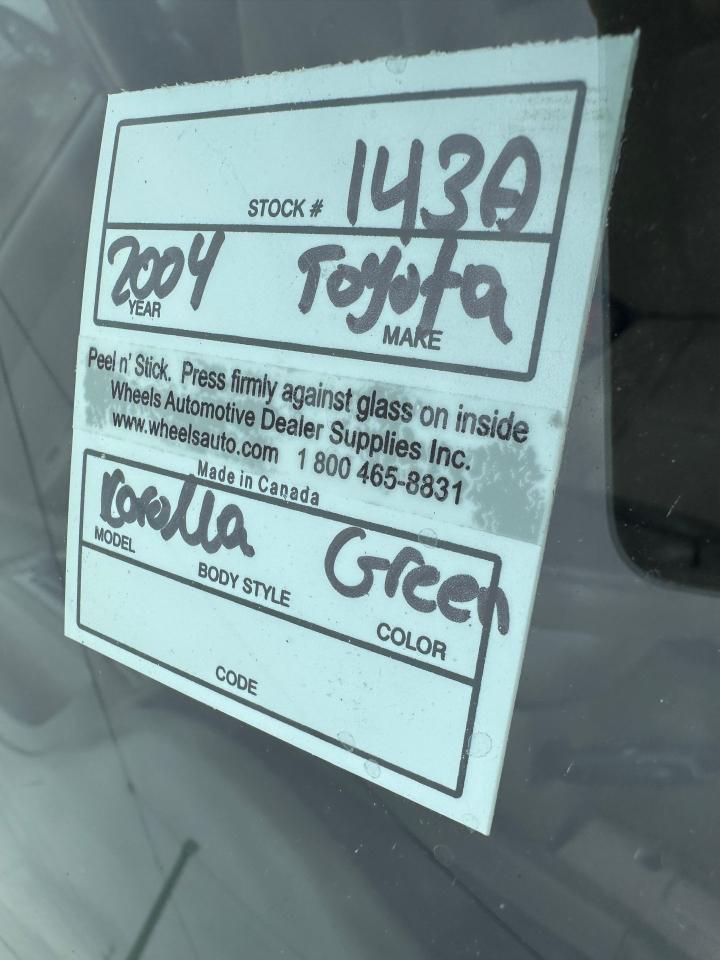 STOCK # 143A
2004 Toyota
YEAR MAKE
Peel n' Stick. Press firmly against glass on inside
Wheels Automotive Dealer Supplies Inc.
www.wheelsauto.com 1 800 465-8831
Made in Canada
Korolla Green
MODEL BODY STYLE COLOR
CODE